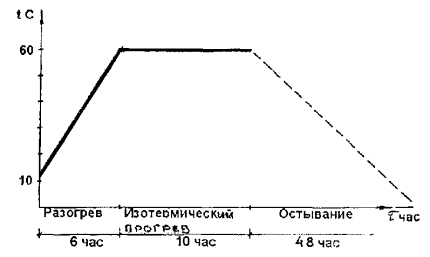 t C
60
10
Разогрев Изотермический Остывание τ час
прогрев
6 час 10 час 48 час